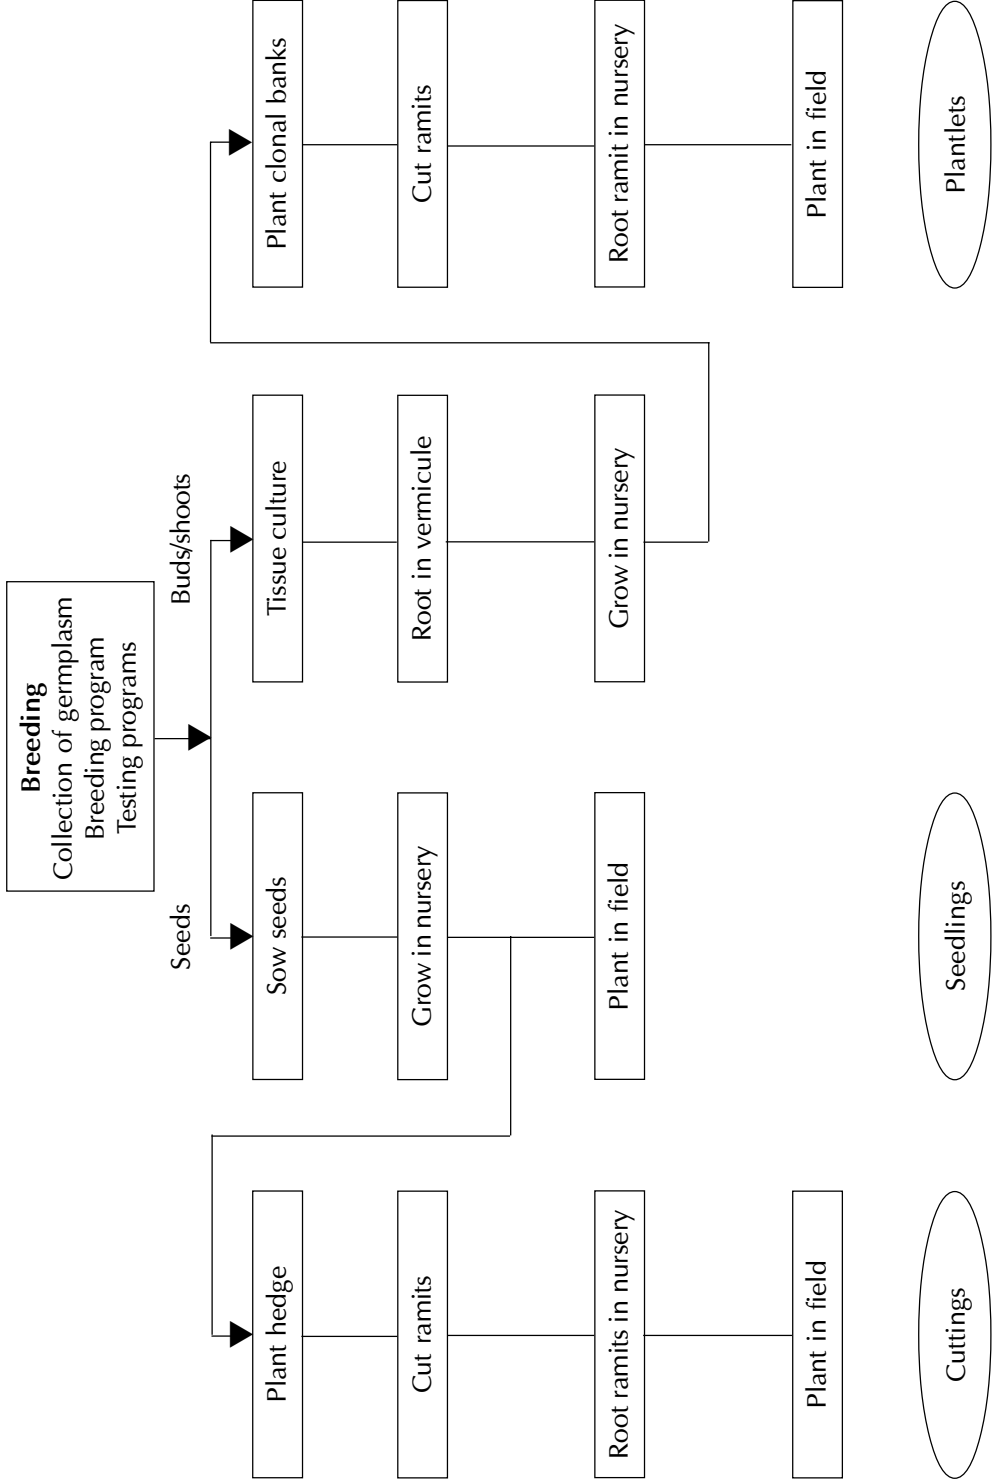 Breeding
Collection of germplasm
Breeding program
Testing programs
Seeds
Buds/shoots
Plant hedge
Cut ramits
Root ramits in nursery
Plant in field
Cuttings
Sow seeds
Grow in nursery
Plant in field
Seedlings
Tissue culture
Root in vermicule
Grow in nursery
Plant clonal banks
Cut ramits
Root ramit in nursery
Plant in field
Plantlets